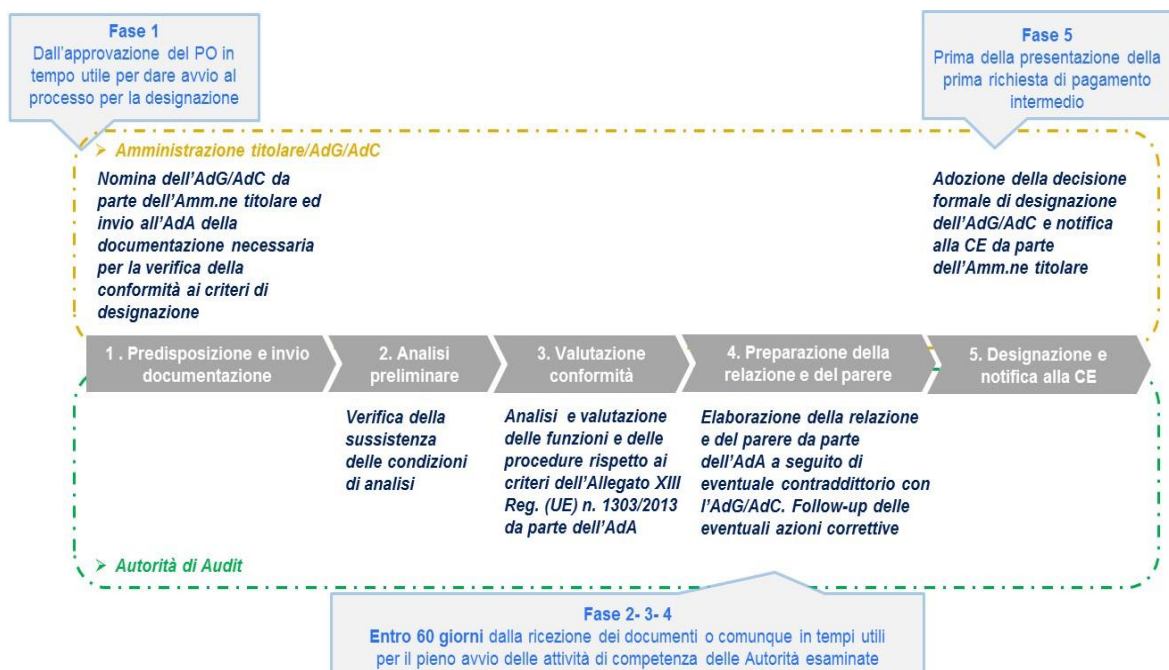 Fase 1
Dall'approvazione del PO in
tempo utile per dare avvio al
processo per la designazione
Fase 5
Prima della presentazione della
prima richiesta di pagamento
intermedio
➢ Amministrazione titolare/AdG/AdC
Nomina dell'AdG/AdC da
parte dell'Amm.ne titolare ed
invio all'AdA della
documentazione necessaria
per la verifica della
conformità ai criteri di
designazione
Adozione della decisione
formale di designazione
dell'AdG/AdC e notifica
alla CE da parte
dell'Amm.ne titolare
1 . Predisposizione e invio
documentazione
2. Analisi
preliminare
3. Valutazione
conformità
4. Preparazione della
relazione e del parere
5. Designazione e
notifica alla CE
Verifica della
sussistenza
delle condizioni
di analisi
Analisi e valutazione
delle funzioni e delle
procedure rispetto ai
criteri dell'Allegato XIII
Reg. (UE) n. 1303/2013
da parte dell'AdA
Elaborazione della relazione
e del parere da parte
dell'AdA a seguito di
eventuale contraddittorio con
l'AdG/AdC. Follow-up delle
eventuali azioni correttive
➢ Autorità di Audit
Fase 2- 3- 4
Entro 60 giorni dalla ricezione dei documenti o comunque in tempi utili
per il pieno avvio delle attività di competenza delle Autorità esaminate